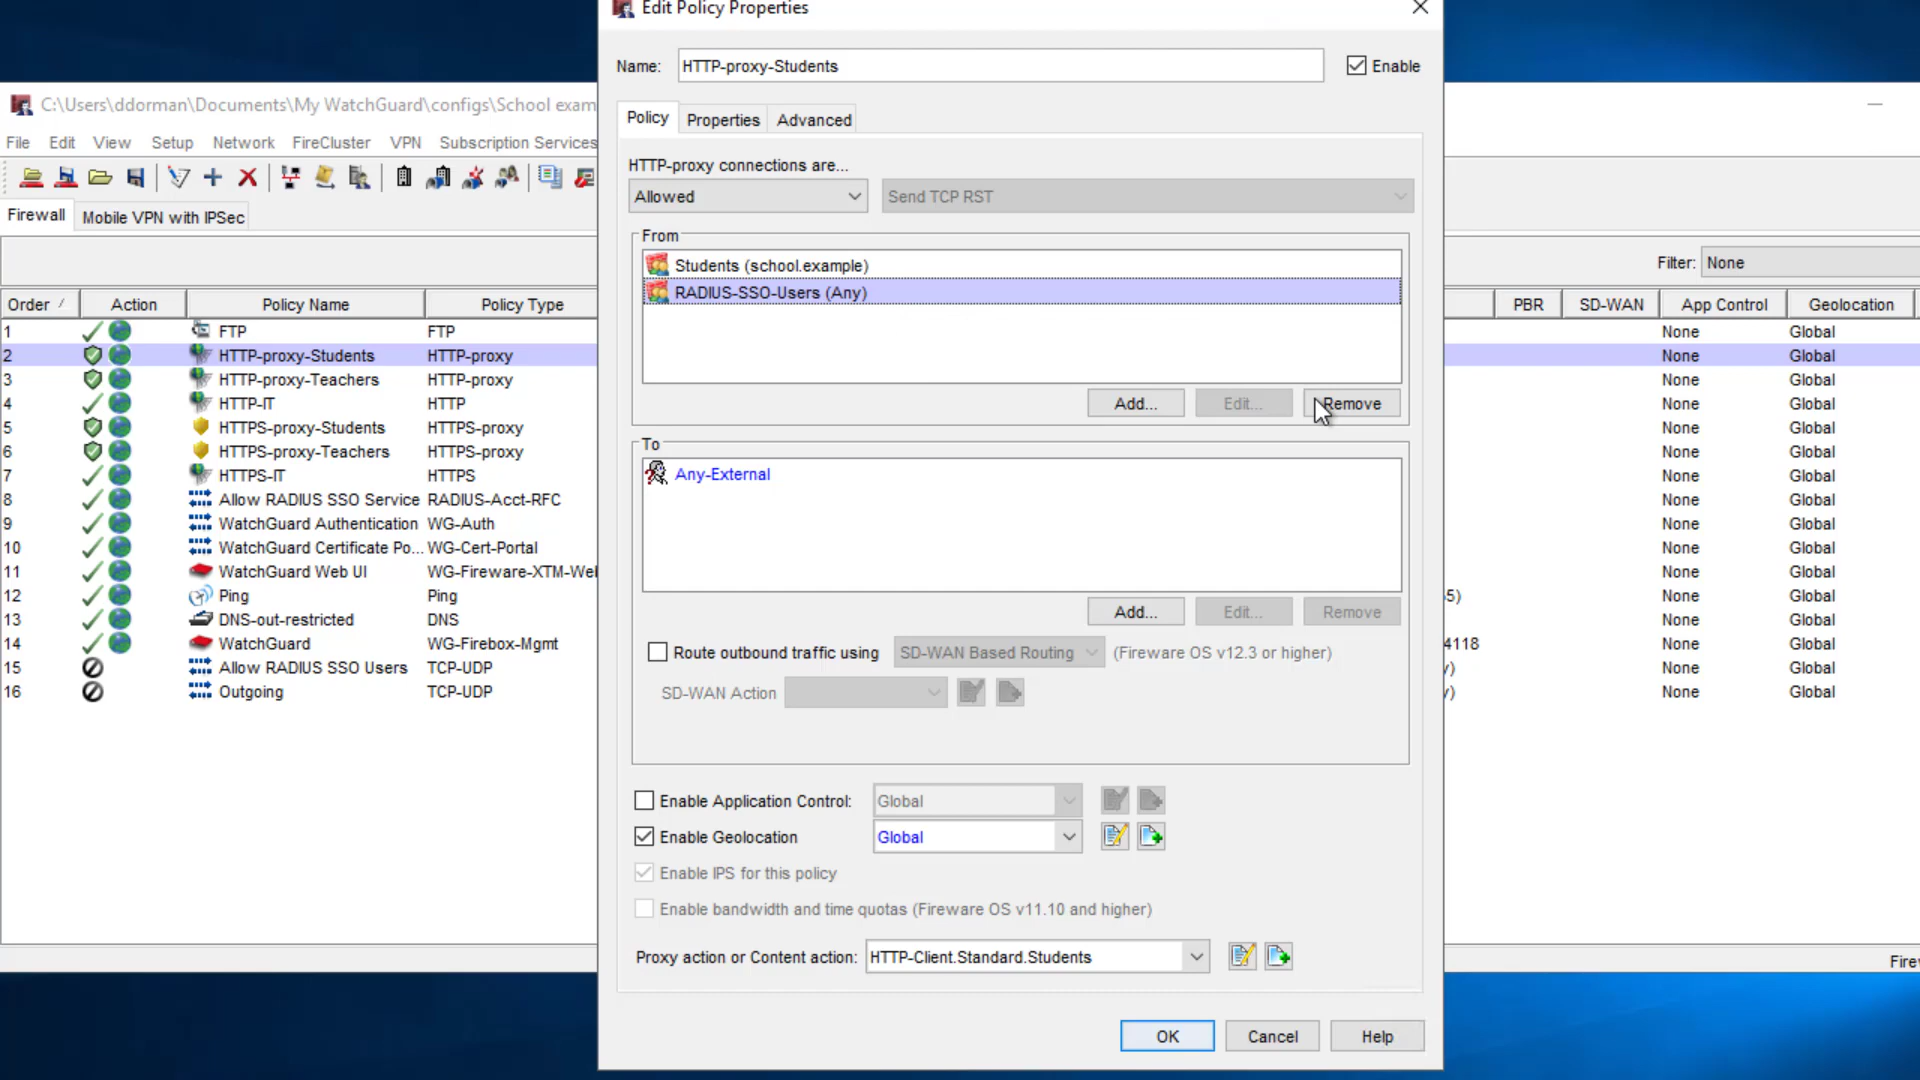 Edit Policy Properties
Name: HTTP-proxy-Students Enable
C:\Users\ddorman\Documents\My WatchGuard\configs\School exam
Policy Properties Advanced
File Edit View Setup Network FireCluster VPN Subscription Services
HTTP-proxy connections are...
Allowed Send TCP RST
Firewall Mobile VPN with IPSec
From
Students (school.example)
RADIUS-SSO-Users (Any)
Filter: None
Add... Edit... Remove
To
Any-External
Add... Edit... Remove
Route outbound traffic using SD-WAN Based Routing (Fireware OS v12.3 or higher)
SD-WAN Action
Enable Application Control: Global
Enable Geolocation Global
Enable IPS for this policy
Enable bandwidth and time quotas (Fireware OS v11.10 and higher)
Proxy action or Content action: HTTP-Client.Standard.Students
OK Cancel Help
Order / Action Policy Name Policy Type PBR SD-WAN App Control Geolocation
1 FTP FTP None Global
2 HTTP-proxy-Students HTTP-proxy None Global
3 HTTP-proxy-Teachers HTTP-proxy None Global
4 HTTP-IT HTTP None Global
5 HTTPS-proxy-Students HTTPS-proxy None Global
6 HTTPS-proxy-Teachers HTTPS-proxy None Global
7 HTTPS-IT HTTPS None Global
8 Allow RADIUS SSO Service RADIUS-Acct-RFC None Global
9 WatchGuard Authentication WG-Auth None Global
10 WatchGuard Certificate Po... WG-Cert-Portal None Global
11 WatchGuard Web UI WG-Fireware-XTM-We None Global
12 Ping Ping 5) None Global
13 DNS-out-restricted DNS None Global
14 WatchGuard WG-Firebox-Mgmt 4118 None Global
15 Allow RADIUS SSO Users TCP-UDP y) None Global
16 Outgoing TCP-UDP y) None Global
Fire